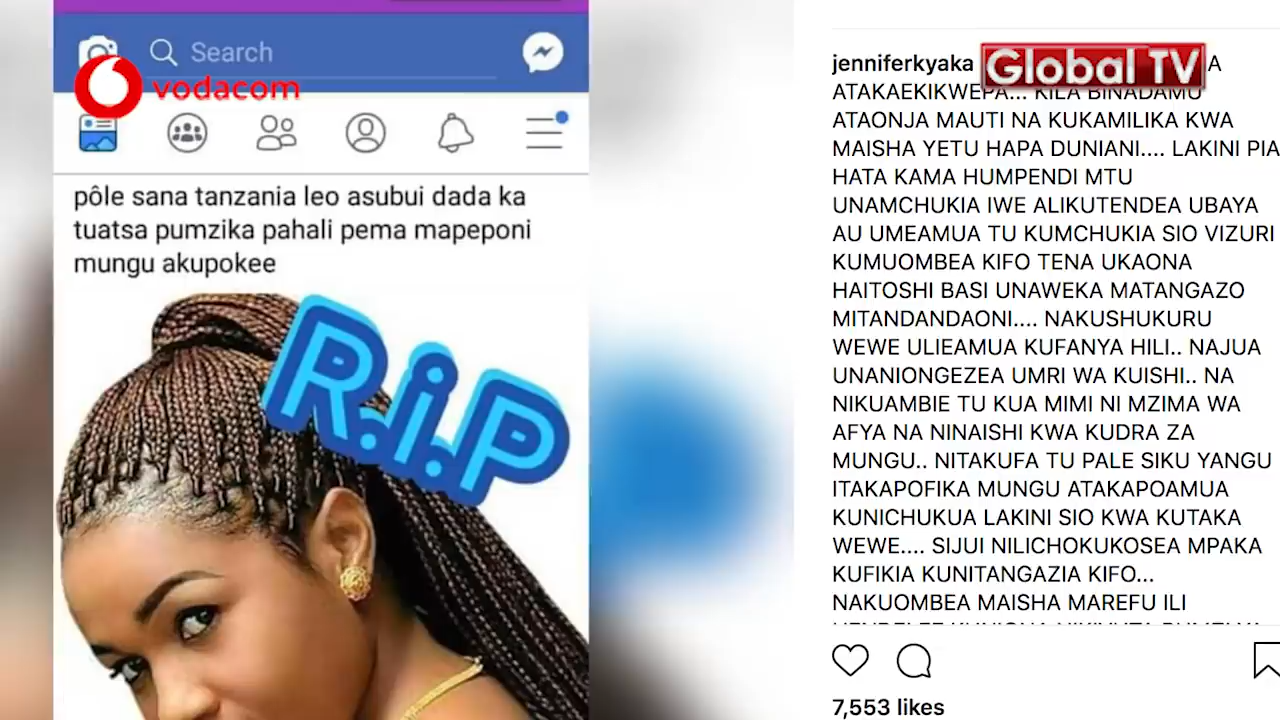 Search
vodacom
pôle sana tanzania leo asubui dada ka
tuatsa pumzika pahali pema mapeponi
mungu akupokee
R.i.P
jenniferkyaka
Global TV
A
ATAKAEKIKWEPA... KILA BINADAMU
ATAONJA MAUTI NA KUKAMILIKA KWA
MAISHA YETU HAPA DUNIANI.... LAKINI PIA
HATA KAMA HUMPENDI MTU
UNAMCHUKIA IWE ALIKUTENDEA UBAYA
AU UMEAMUA TU KUMCHUKIA SIO VIZURI
KUMUOMBEA KIFO TENA UKAONA
HAITOSHI BASI UNAWEKA MATANGAZO
MITANDANDAONI.... NAKUSHUKURU
WEWE ULIEAMUA KUFANYA HILI.. NAJUA
UNANIONGEZEA UMRI WA KUISHI.. NA
NIKUAMBIE TU KUA MIMI NI MZIMA WA
AFYA NA NINAISHI KWA KUDRA ZA
MUNGU.. NITAKUFA TU PALE SIKU YANGU
ITAKAPOFIKA MUNGU ATAKAPOAMUA
KUNICHUKUA LAKINI SIO KWA KUTAKA
WEWE.... SIJUI NILICHOKUKOSEA MPAKA
KUFIKIA KUNITANGAZIA KIFO...
NAKUOMBEA MAISHA MAREFU ILI
7,553 likes